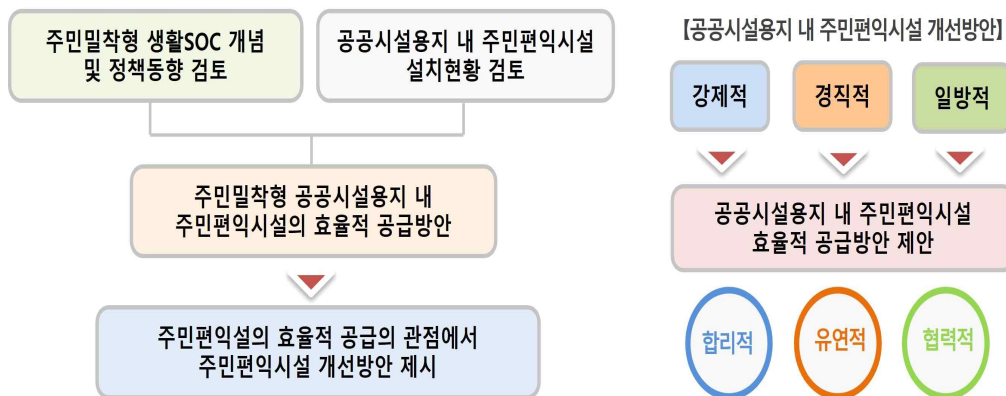 주민밀착형 생활SOC 개념
및 정책동향 검토
공공시설용지 내 주민편익시설
설치현황 검토
주민밀착형 공공시설용지 내
주민편익시설의 효율적 공급방안
주민편익설의 효율적 공급의 관점에서
주민편익시설 개선방안 제시
【공공시설용지 내 주민편익시설 개선방안】
강제적
경직적
일방적
공공시설용지 내 주민편익시설
효율적 공급방안 제안
합리적
유연적
협력적